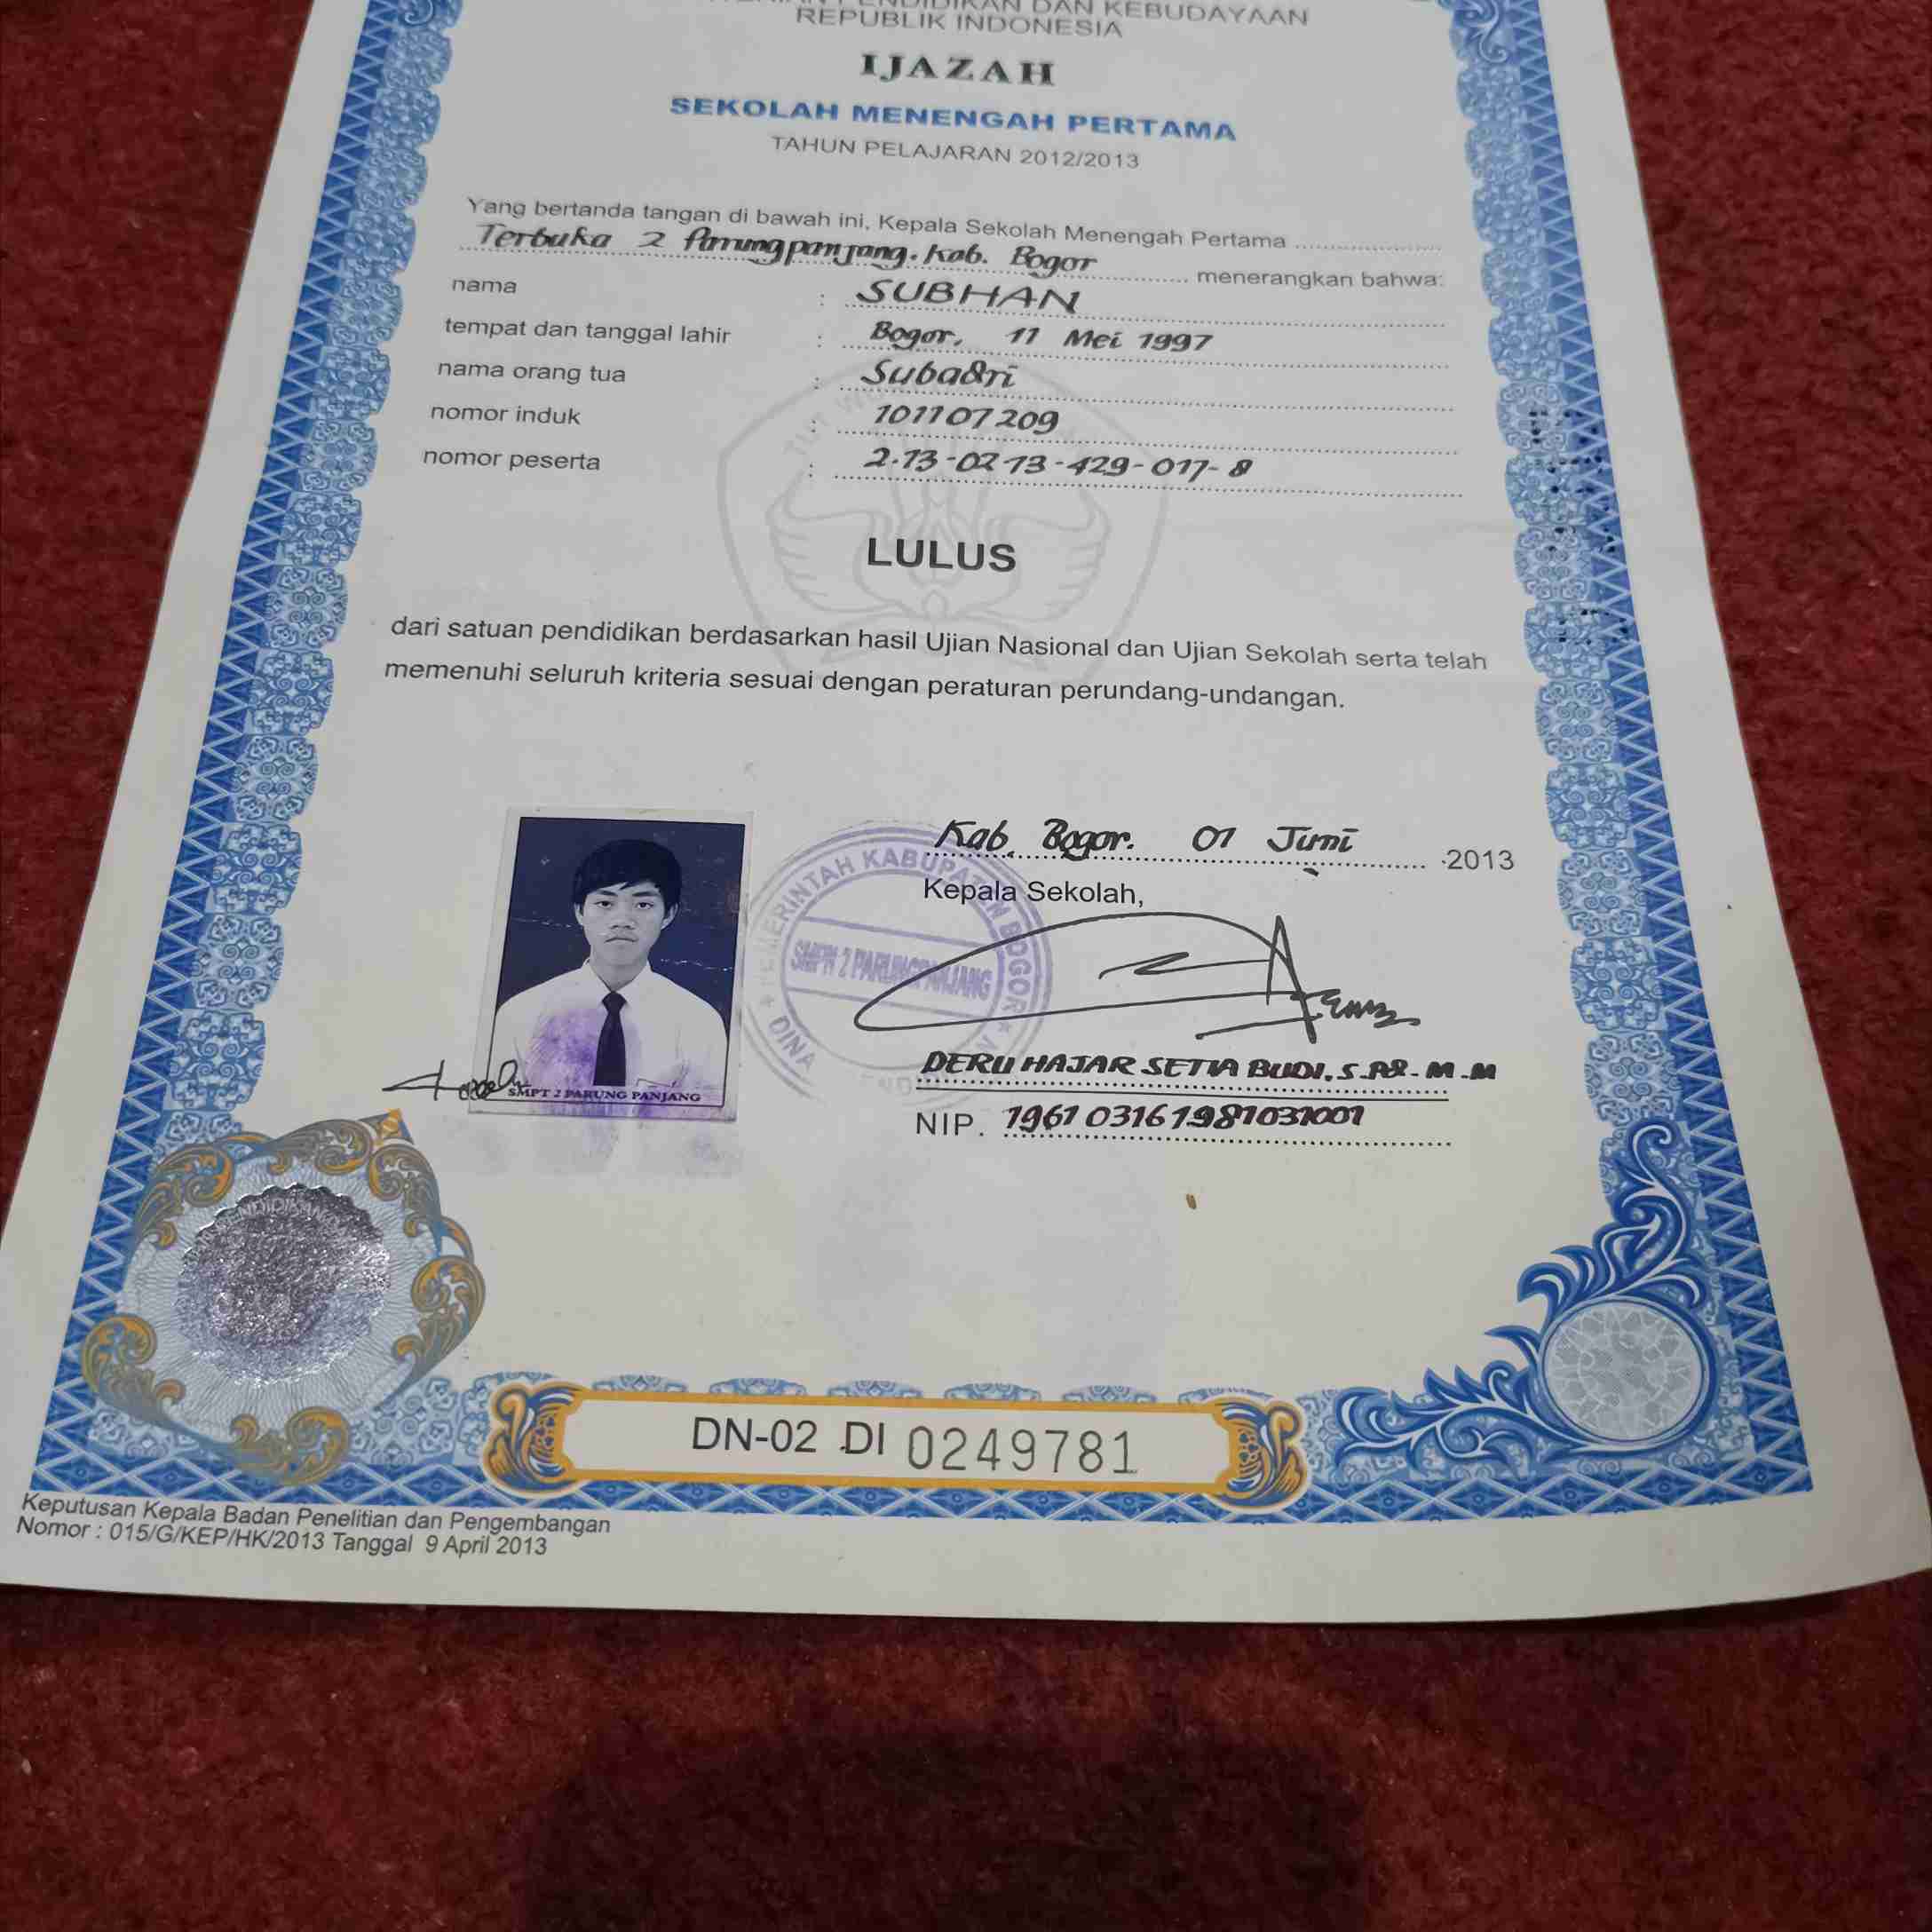 PENDIDIKAN DAN KEBUDAYAAN
REPUBLIK INDONESIA
IJAZAH
SEKOLAH MENENGAH PERTAMA
TAHUN PELAJARAN 2012/2013
Yang bertanda tangan di bawah ini, Kepala Sekolah Menengah Pertama
Terbuka 2 Parungpanjang. Kab. Bogor menerangkan bahwa:
nama : SUBHAN
tempat dan tanggal lahir : Bogor, 11 Mei 1997
nama orang tua : Subadri
nomor induk : 101107209
nomor peserta : 2-13-02-13-429-017-8
LULUS
dari satuan pendidikan berdasarkan hasil Ujian Nasional dan Ujian Sekolah serta telah
memenuhi seluruh kriteria sesuai dengan peraturan perundang-undangan.
Kab. Bogor. 01 Juni 2013
Kepala Sekolah,
PEMERINTAH KABUPATEN BOGOR
SMPN 2 PARUNGPANJANG
DINA
SMPT 2 PARUNG PANJANG
DERU HAJAR SETIA BUDI, S.Pd. M.M
NIP. 196103161981031001
DN-02 DI 0249781
Keputusan Kepala Badan Penelitian dan Pengembangan
Nomor : 015/G/KEP/HK/2013 Tanggal 9 April 2013